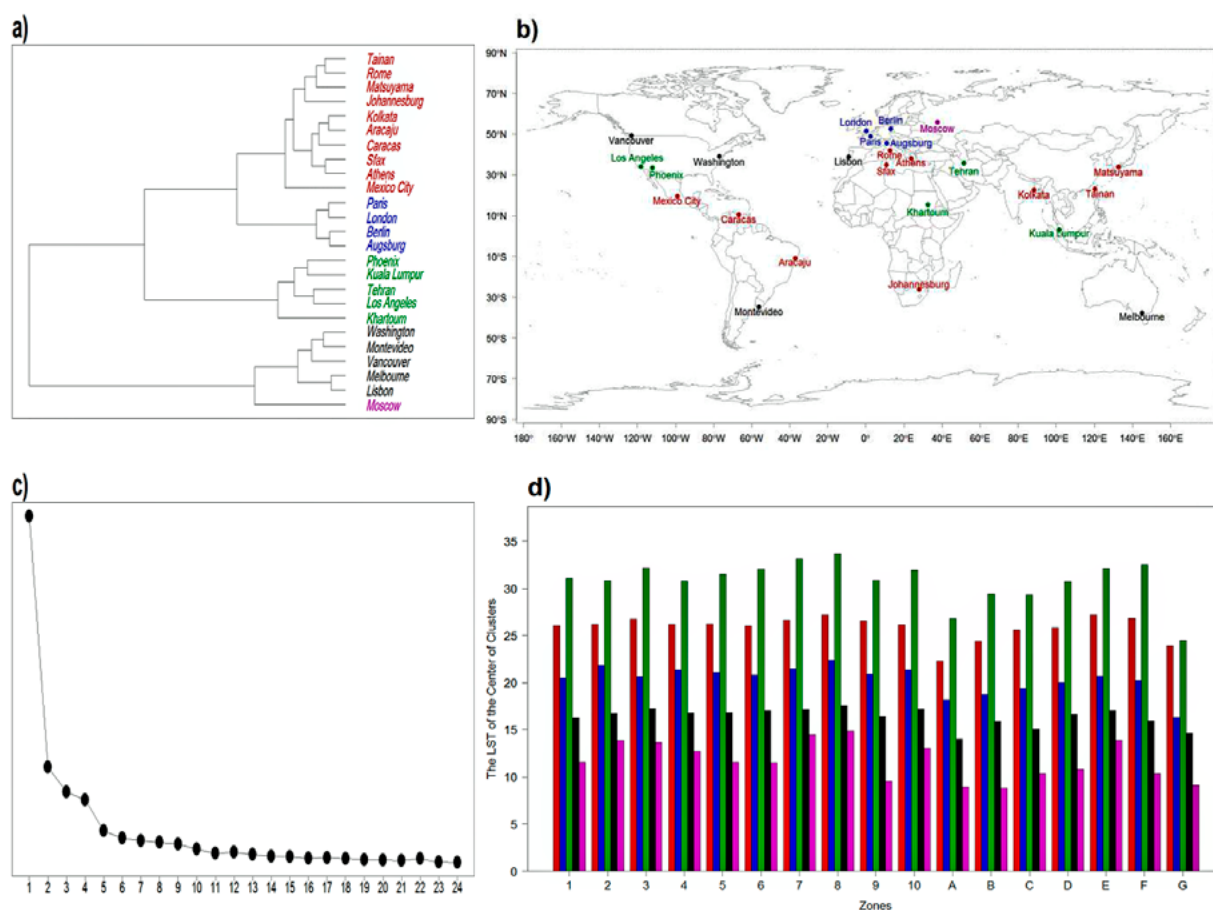 a)
Tainan
Rome
Matsuyama
Johannesburg
Kolkata
Aracaju
Caracas
Sfax
Athens
Mexico City
Paris
London
Berlin
Augsburg
Phoenix
Kuala Lumpur
Tehran
Los Angeles
Khartoum
Washington
Montevideo
Vancouver
Melbourne
Lisbon
Moscow
b)
90°N
70°N
50°N
30°N
10°N
10°S
30°S
50°S
70°S
90°S
London Berlin Moscow
Vancouver
Paris Augsburg
Los Angeles Washington Lisbon Rome Athens
Phoenix Sfax Tehran Matsuyama
Mexico City Kolkata Tainan
Caracas Khartoum
Kuala Lumpur
Aracaju
Johannesburg
Montevideo Melbourne
180° 160°W 140°W 120°W 100°W 80°W 60°W 40°W 20°W 0° 20°E 40°E 60°E 80°E 100°E 120°E 145°E 160°E
c)
1 2 3 4 5 6 7 8 9 10 11 12 13 14 15 16 17 18 19 20 21 22 23 24
d)
The LST of the Center of Clusters
35
30
25
20
15
10
5
0
1 2 3 4 5 6 7 8 9 10 A B C D E F G
Zones